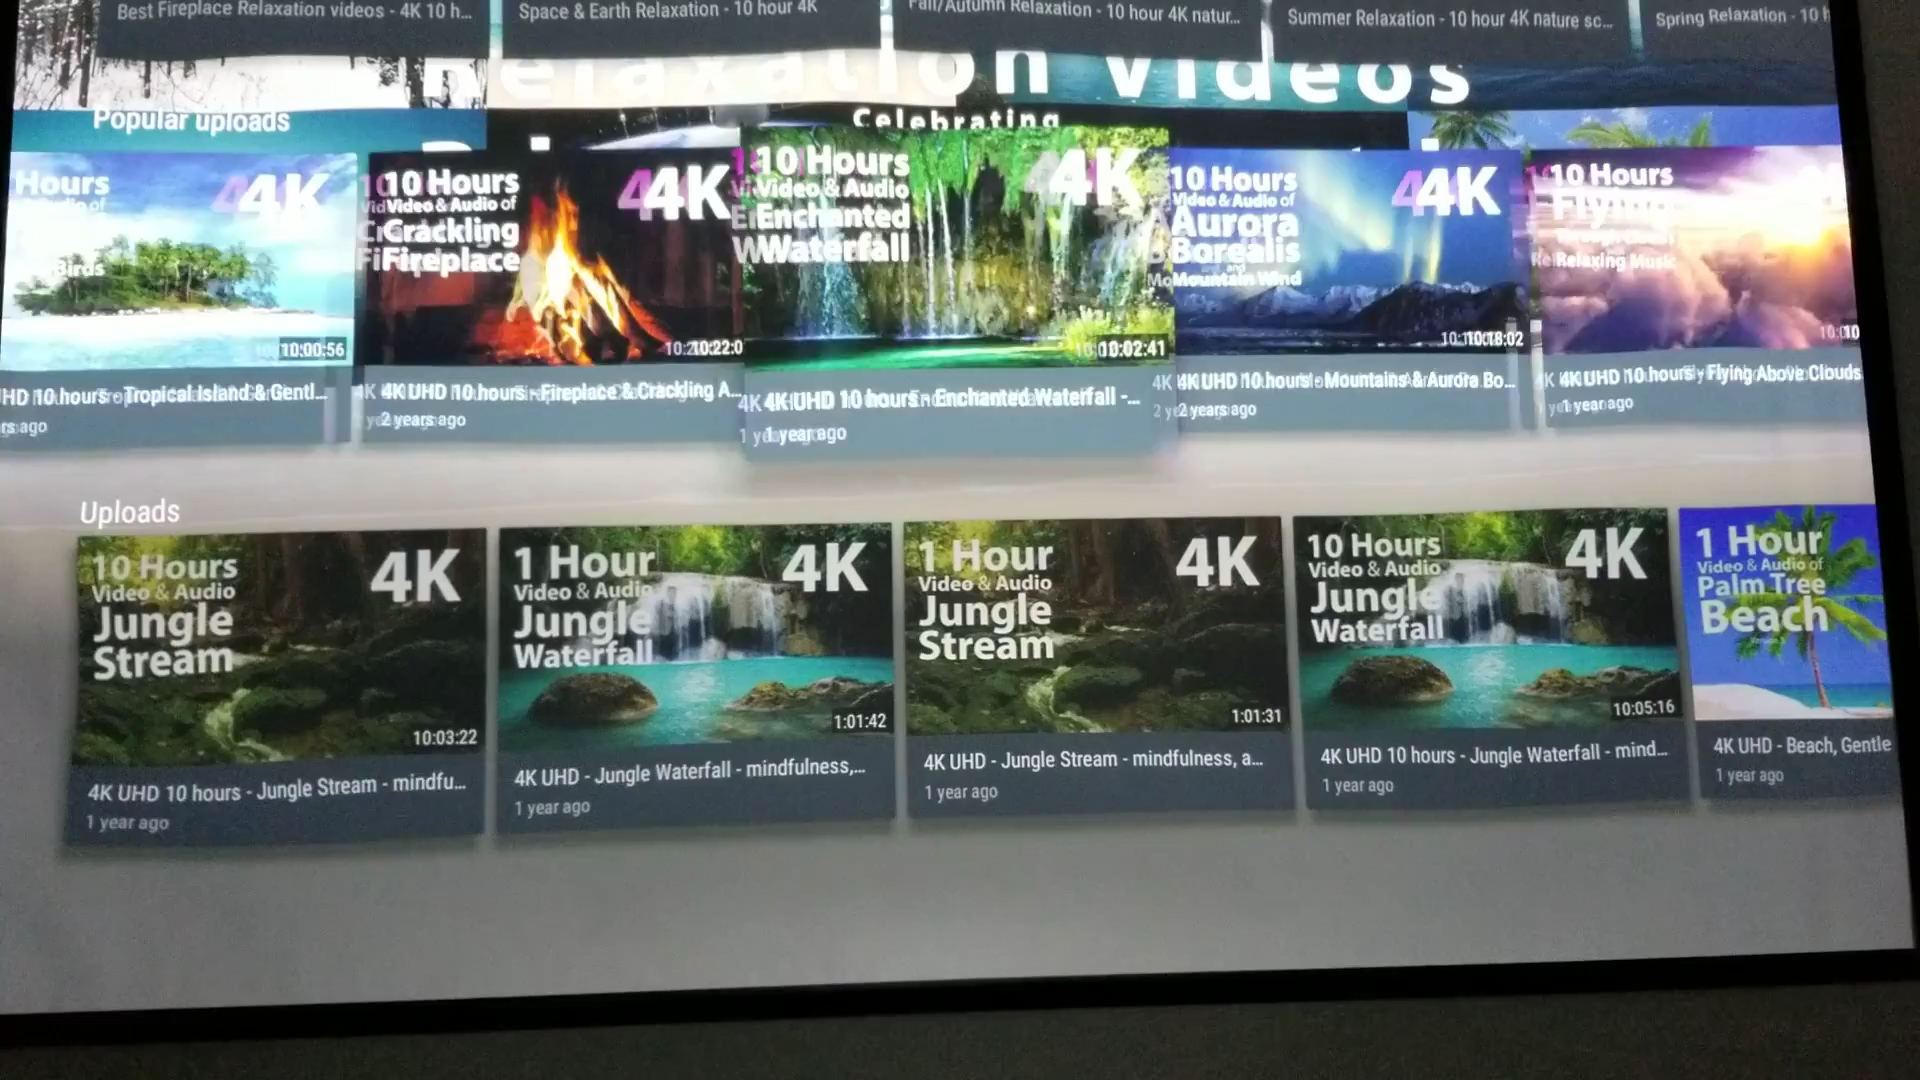 Best Fireplace Relaxation videos - 4K 10 h...
Space & Earth Relaxation - 10 hour 4K
Fall/Autumn Relaxation - 10 hour 4K natur...
Summer Relaxation - 10 hour 4K nature sc...
Spring Relaxation - 10 h
Relaxation Videos
Celebrating
Popular uploads
Hours
Birds
4K
10:00:56
UHD 10 hours - Tropical Island & Gentl...
rs ago
10 Hours
Video & Audio of
Crackling
Fireplace
4K
10:22:0
4K UHD 10 hours - Fireplace & Crackling A...
2 years ago
10 Hours
Video & Audio
Enchanted
Waterfall
4K
10:02:41
4K UHD 10 hours - Enchanted Waterfall -...
1 year ago
10 Hours
Video & Audio of
Aurora
Borealis
and
Mountain Wind
4K
10:18:02
4K UHD 10 hours - Mountains & Aurora Bo...
2 years ago
10 Hours
Flying
Relaxing Music
10:10
4K UHD 10 hours - Flying Above Clouds
1 year ago
Uploads
10 Hours
Video & Audio
Jungle
Stream
4K
10:03:22
4K UHD 10 hours - Jungle Stream - mindfu...
1 year ago
1 Hour
Video & Audio
Jungle
Waterfall
4K
1:01:42
4K UHD - Jungle Waterfall - mindfulness,...
1 year ago
1 Hour
Video & Audio
Jungle
Stream
4K
1:01:31
4K UHD - Jungle Stream - mindfulness, a...
1 year ago
10 Hours
Video & Audio
Jungle
Waterfall
4K
10:05:16
4K UHD 10 hours - Jungle Waterfall - mind...
1 year ago
1 Hour
Video & Audio of
Palm Tree
Beach
4K UHD - Beach, Gentle
1 year ago